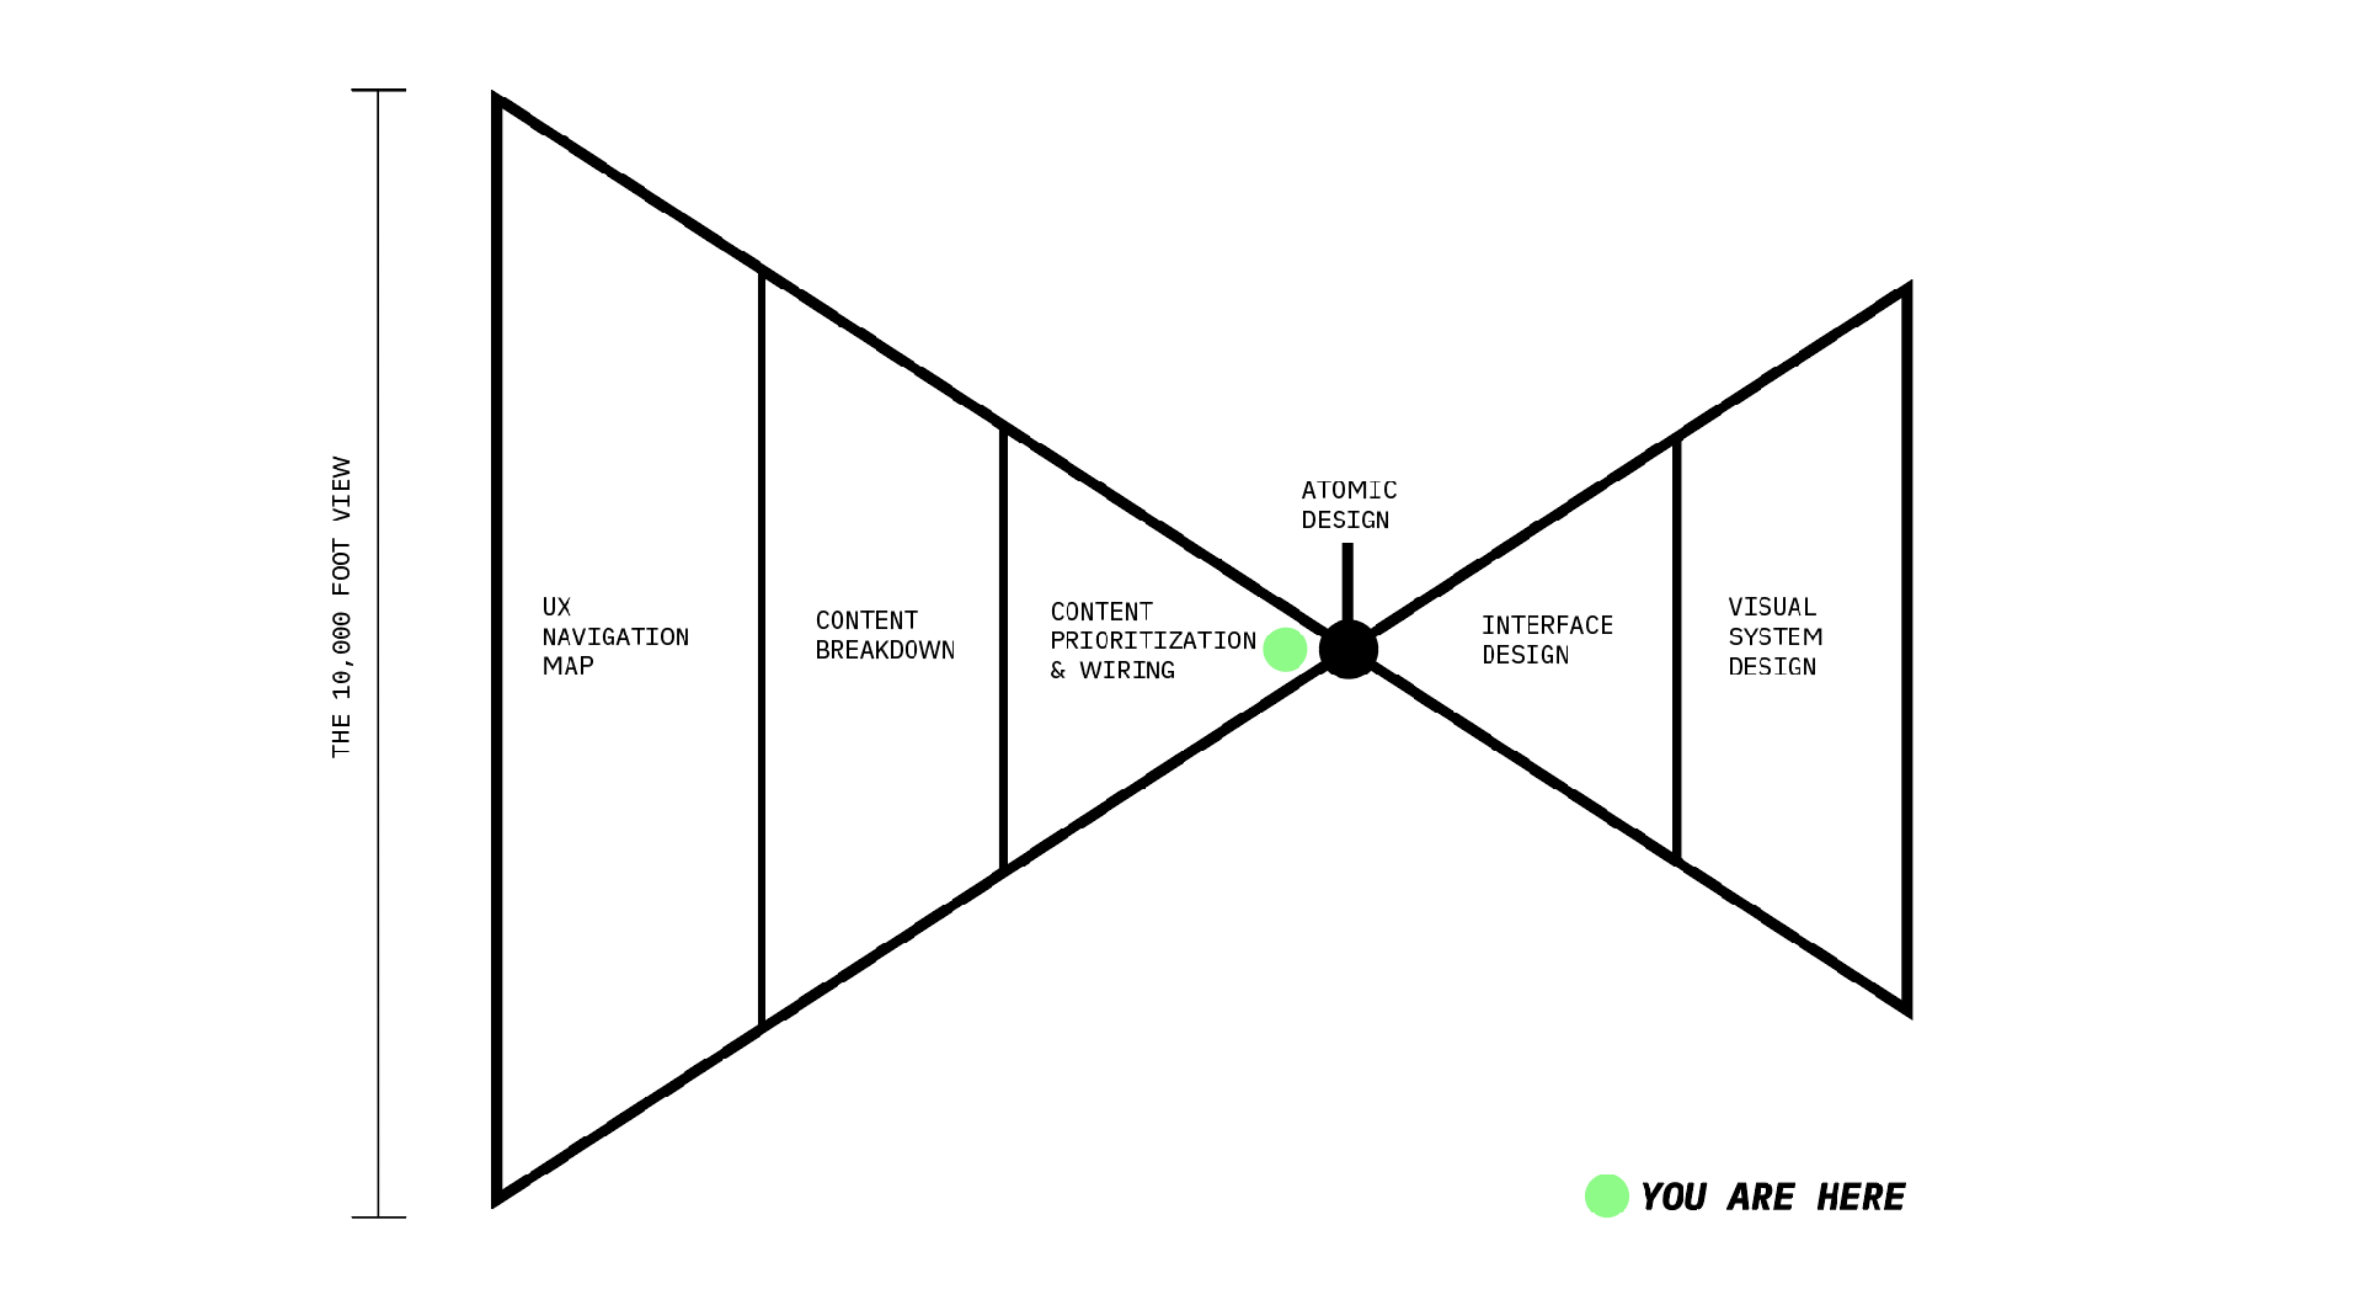 THE 10,000 FOOT VIEW
UX
NAVIGATION
MAP
CONTENT
BREAKDOWN
CONTENT
PRIORITIZATION
& WIRING
ATOMIC
DESIGN
INTERFACE
DESIGN
VISUAL
SYSTEM
DESIGN
YOU ARE HERE